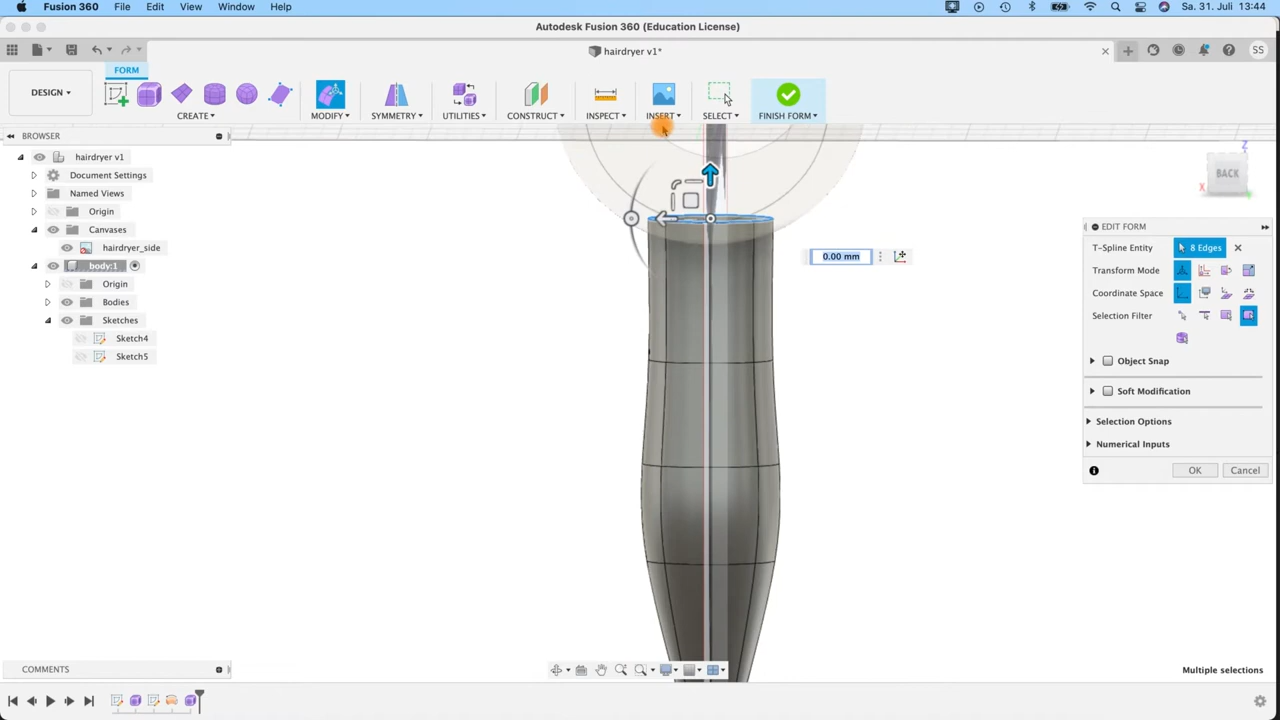 Fusion 360 File Edit View Window Help Sa. 31. Juli 13:44
Autodesk Fusion 360 (Education License)
hairdryer v1*
SS
FORM
DESIGN
CREATE
MODIFY
SYMMETRY
UTILITIES
CONSTRUCT
INSPECT
INSERT
SELECT
FINISH FORM
BROWSER
hairdryer v1
Document Settings
Named Views
Origin
Canvases
hairdryer_side
body:1
Origin
Bodies
Sketches
Sketch4
Sketch5
Z
BACK
X
0.00 mm
EDIT FORM
T-Spline Entity 8 Edges
Transform Mode
Coordinate Space
Selection Filter
Object Snap
Soft Modification
Selection Options
Numerical Inputs
OK Cancel
COMMENTS
Multiple selections